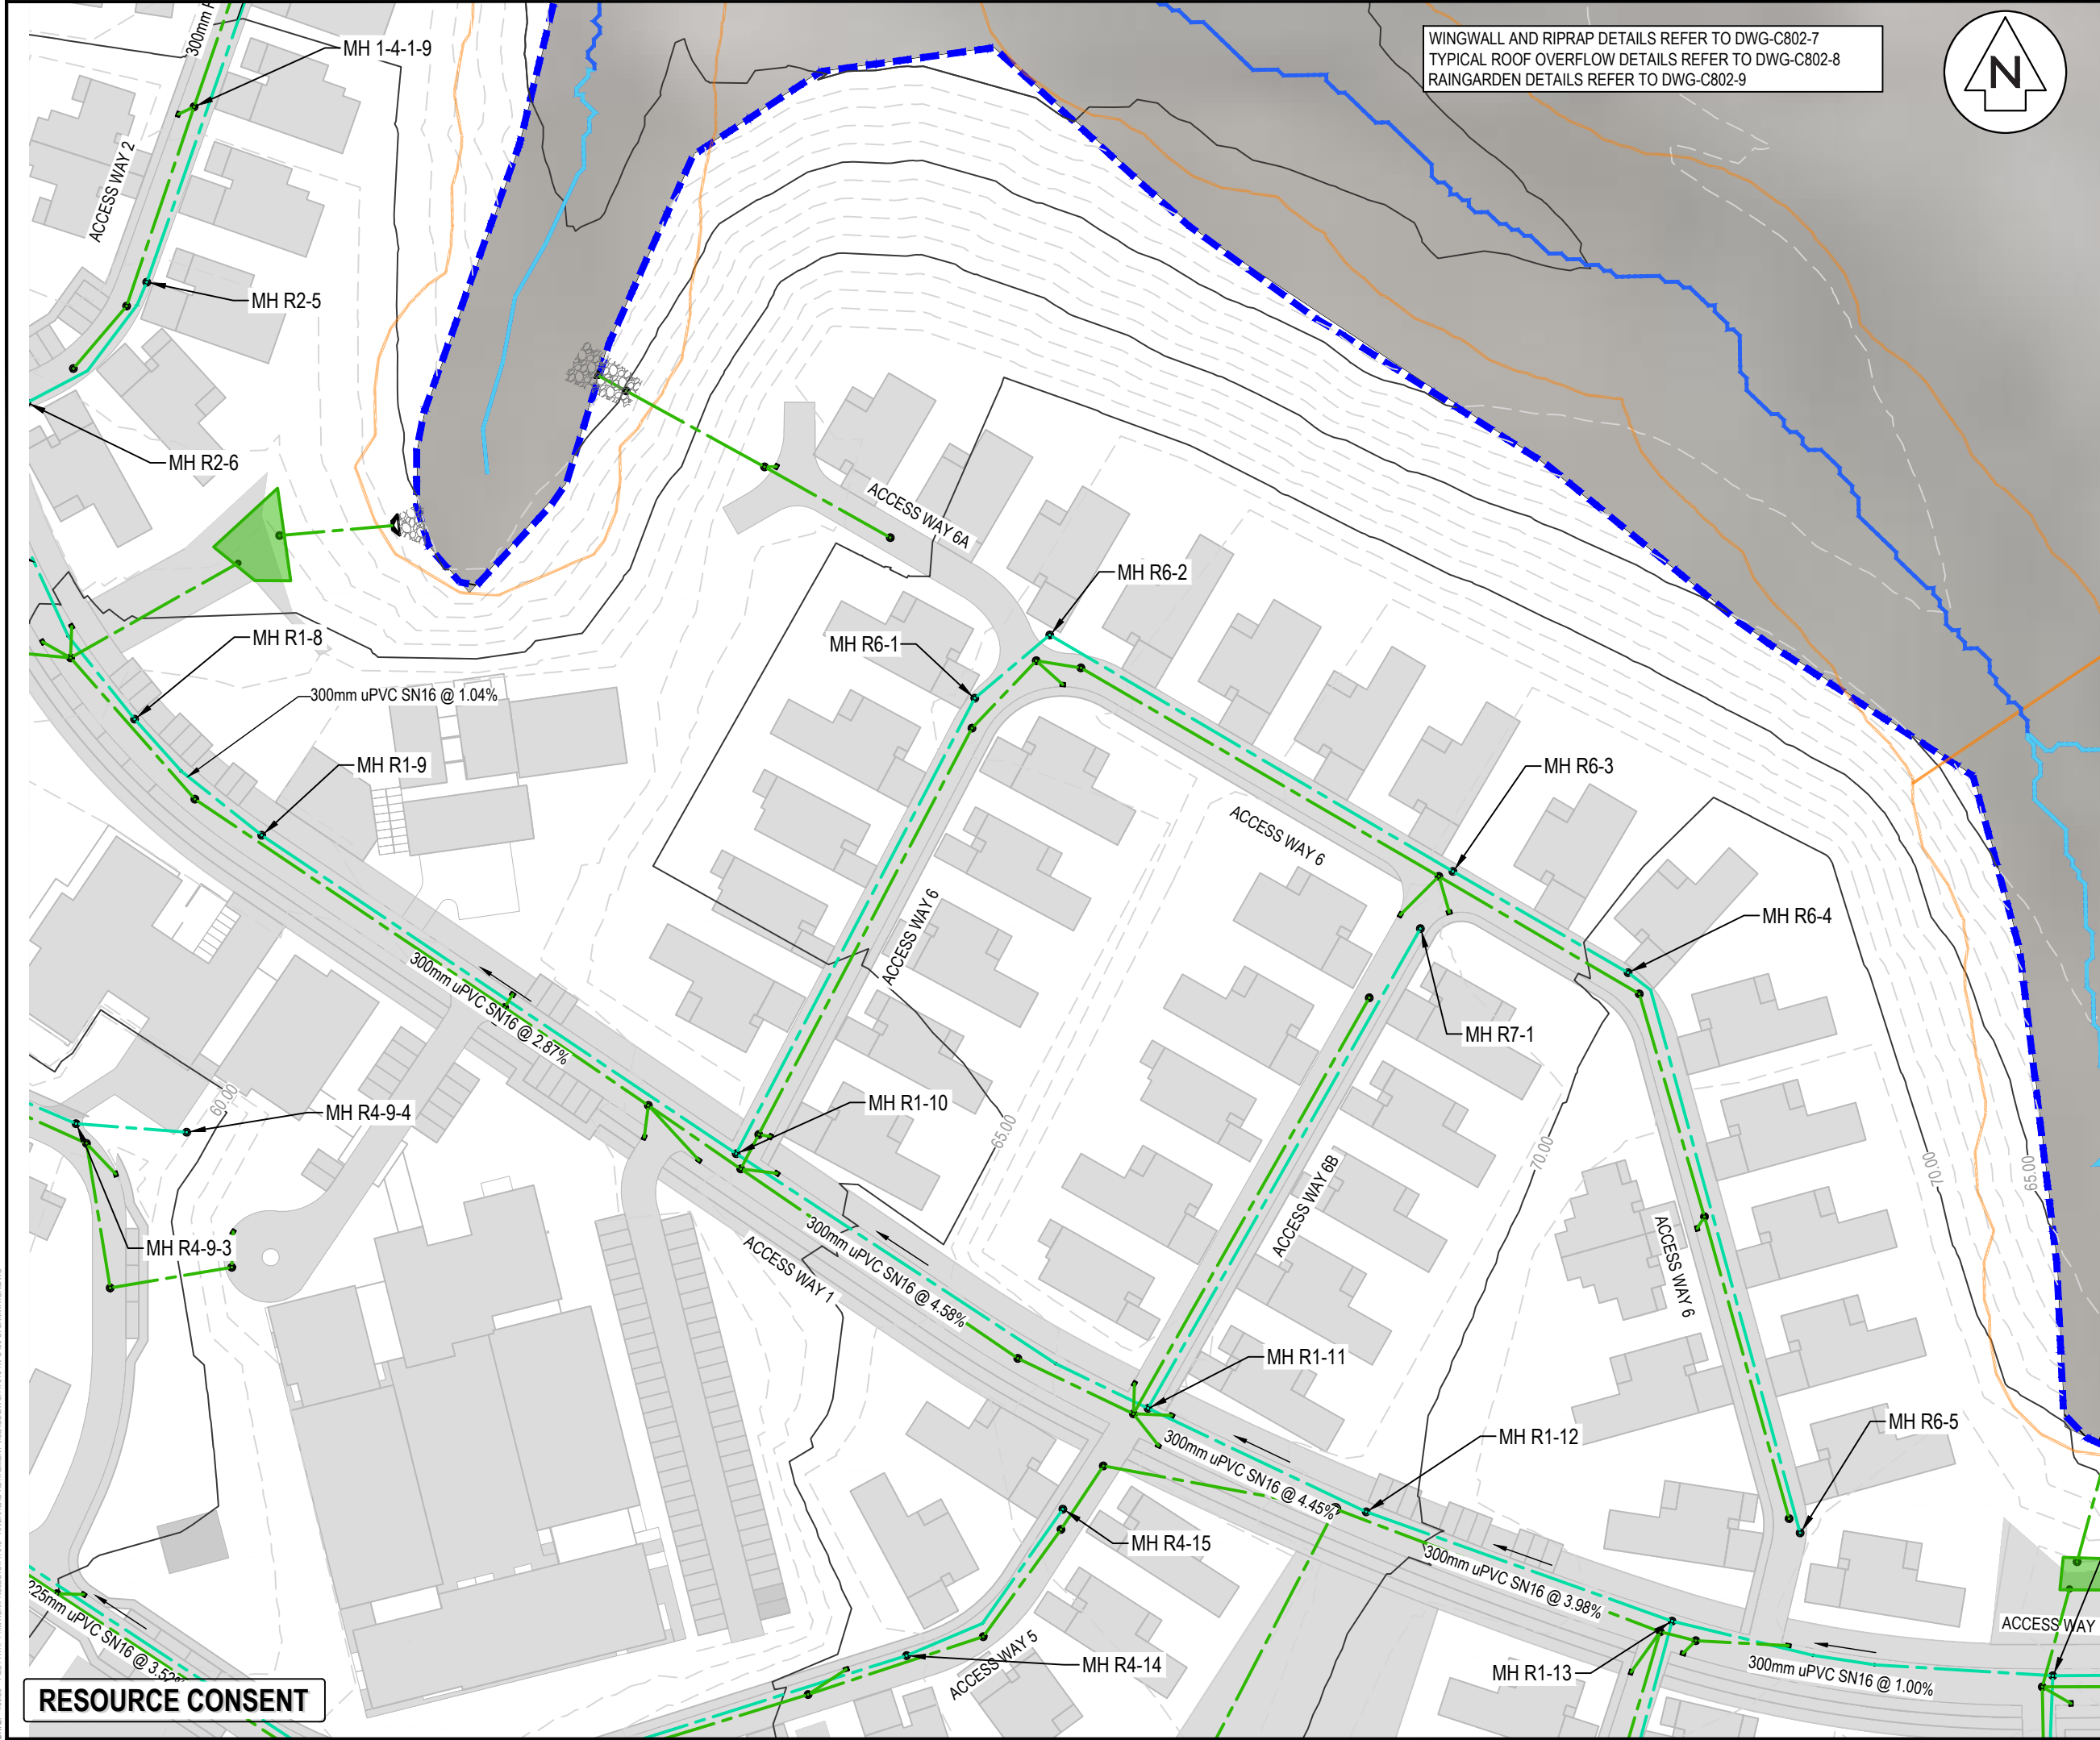 300mm
MH 1-4-1-9
WINGWALL AND RIPRAP DETAILS REFER TO DWG-C802-7
TYPICAL ROOF OVERFLOW DETAILS REFER TO DWG-C802-8
RAINGARDEN DETAILS REFER TO DWG-C802-9
N
ACCESS WAY 2
MH R2-5
MH R2-6
ACCESS WAY 6A
MH R6-2
MH R1-8
MH R6-1
300mm uPVC SN16 @ 1.04%
MH R1-9
MH R6-3
ACCESS WAY 6
MH R6-4
ACCESS WAY 6
300mm uPVC SN16 @ 2.87%
MH R7-1
60.00
MH R4-9-4
MH R1-10
65.00
70.00
70.00
65.00
ACCESS WAY 6B
MH R4-9-3
ACCESS WAY 1
300mm uPVC SN16 @ 4.58%
ACCESS WAY 6
MH R1-11
MH R6-5
MH R1-12
300mm uPVC SN16 @ 4.45%
MH R4-15
300mm uPVC SN16 @ 3.98%
225mm uPVC SN16 @ 3.52%
ACCESS WAY
ACCESS WAY 5
MH R4-14
MH R1-13
300mm uPVC SN16 @ 1.00%
RESOURCE CONSENT